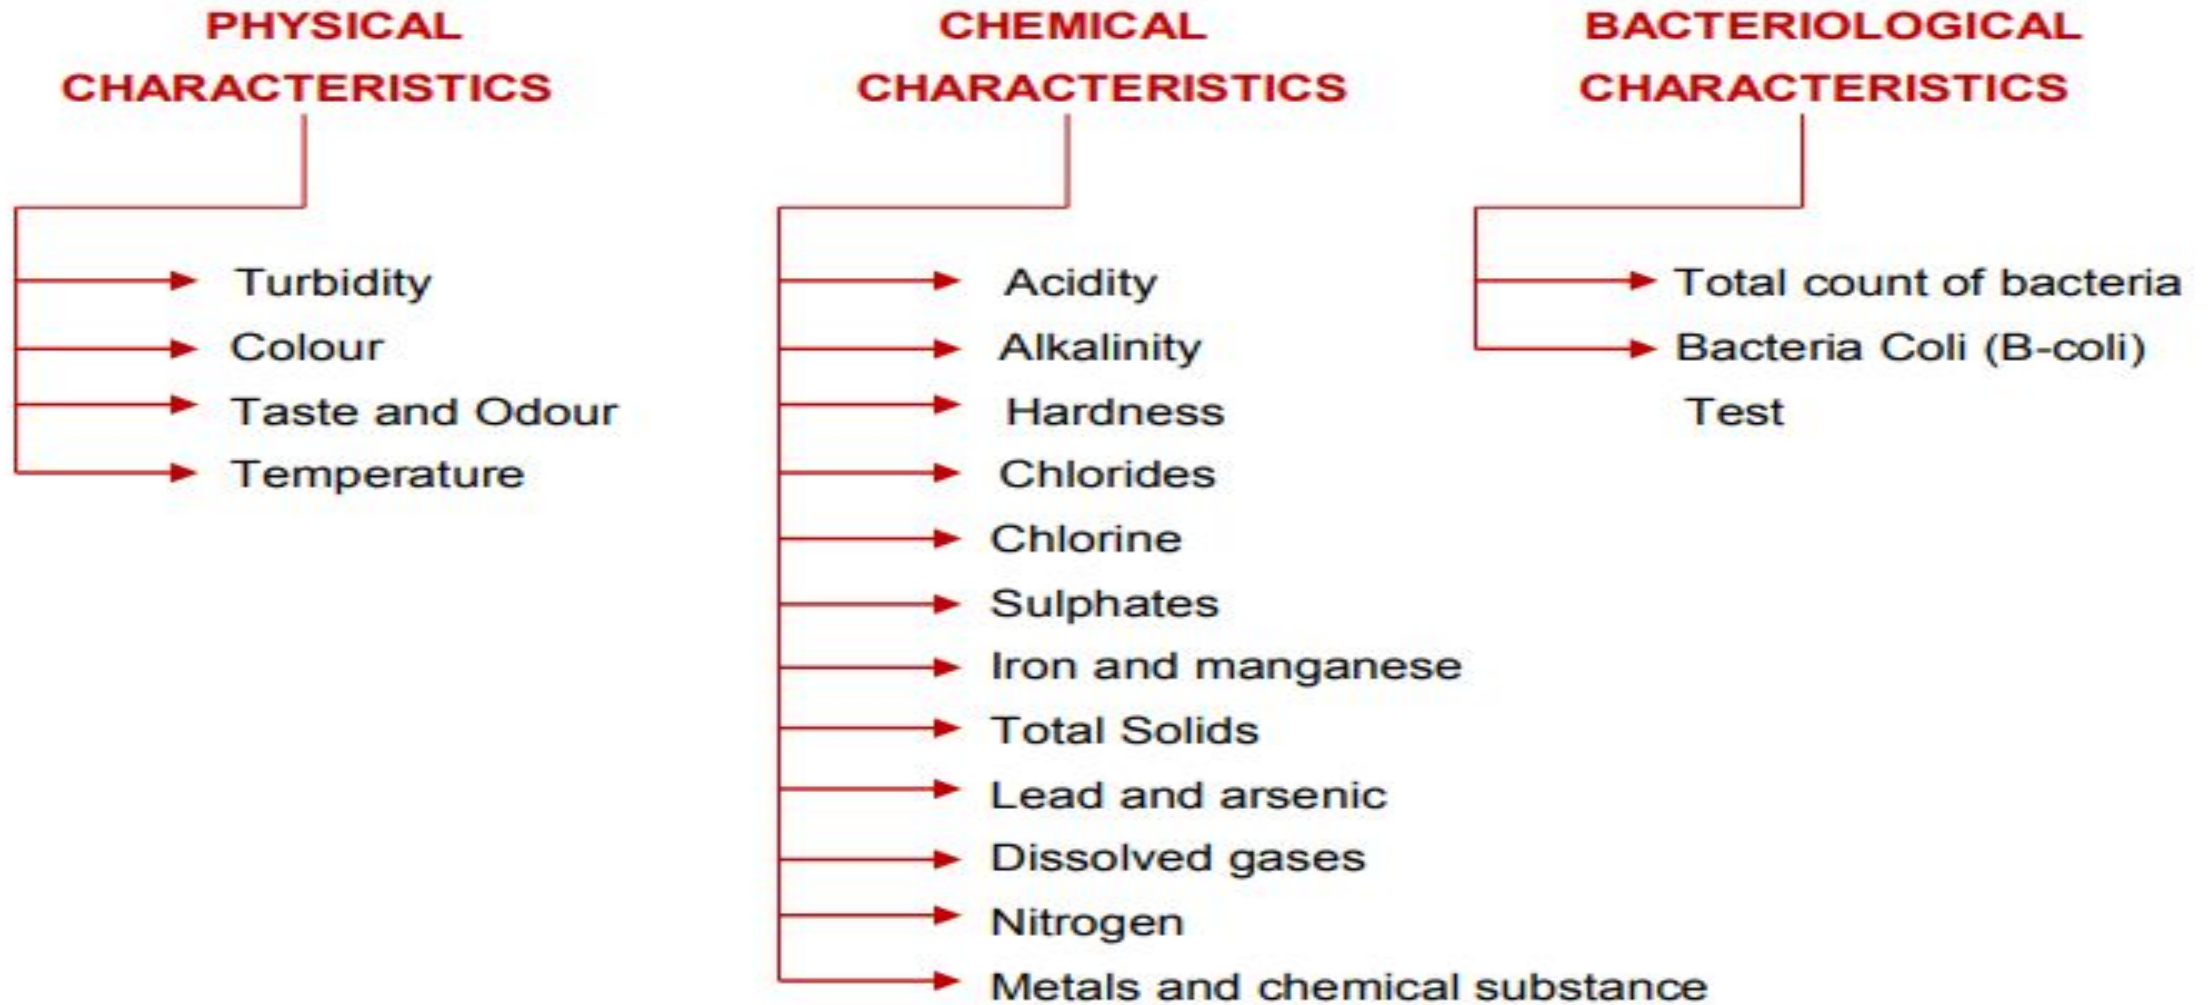 PHYSICAL
CHARACTERISTICS
Turbidity
Colour
Taste and Odour
Temperature
CHEMICAL
CHARACTERISTICS
Acidity
Alkalinity
Hardness
Chlorides
Chlorine
Sulphates
Iron and manganese
Total Solids
Lead and arsenic
Dissolved gases
Nitrogen
Metals and chemical substance
BACTERIOLOGICAL
CHARACTERISTICS
Total count of bacteria
Bacteria Coli (B-coli)
Test